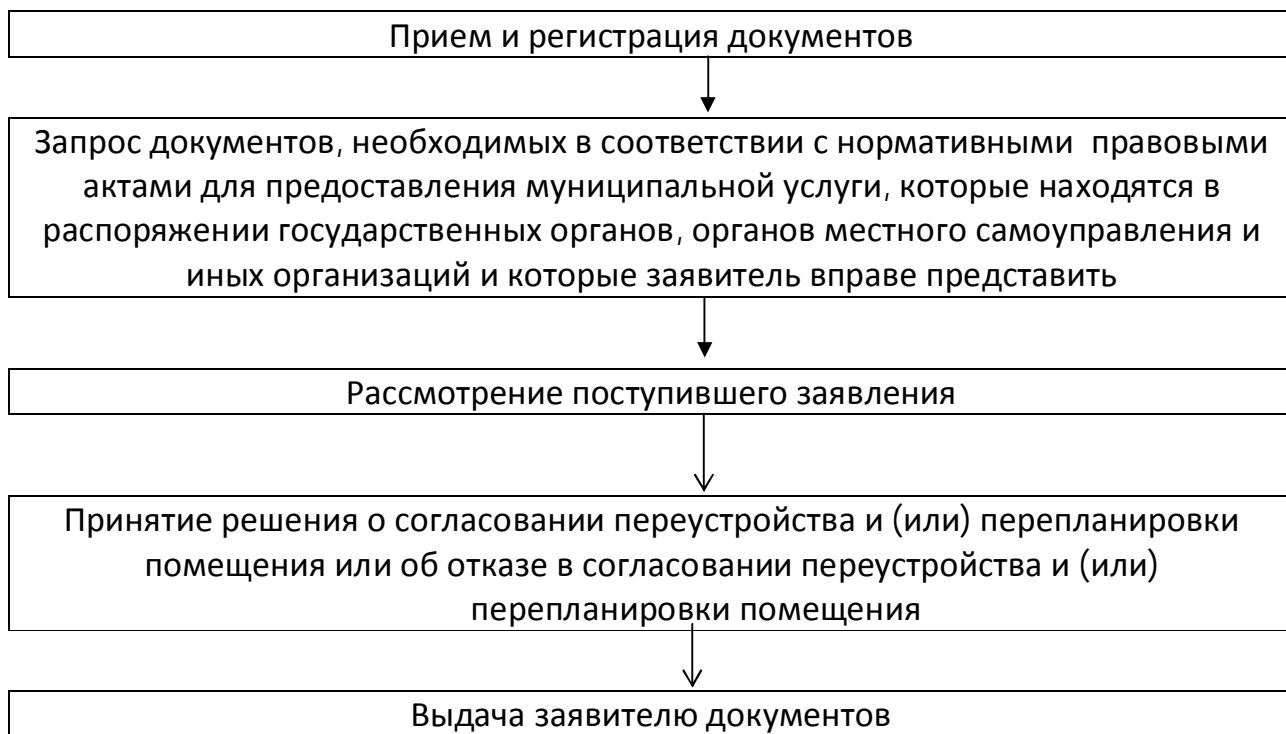 Прием и регистрация документов
Запрос документов, необходимых в соответствии с нормативными  правовыми
актами для предоставления муниципальной услуги, которые находятся в
распоряжении государственных органов, органов местного самоуправления и
иных организаций и которые заявитель вправе представить
Рассмотрение поступившего заявления
Принятие решения о согласовании переустройства и (или) перепланировки
помещения или об отказе в согласовании переустройства и (или)
перепланировки помещения
Выдача заявителю документов